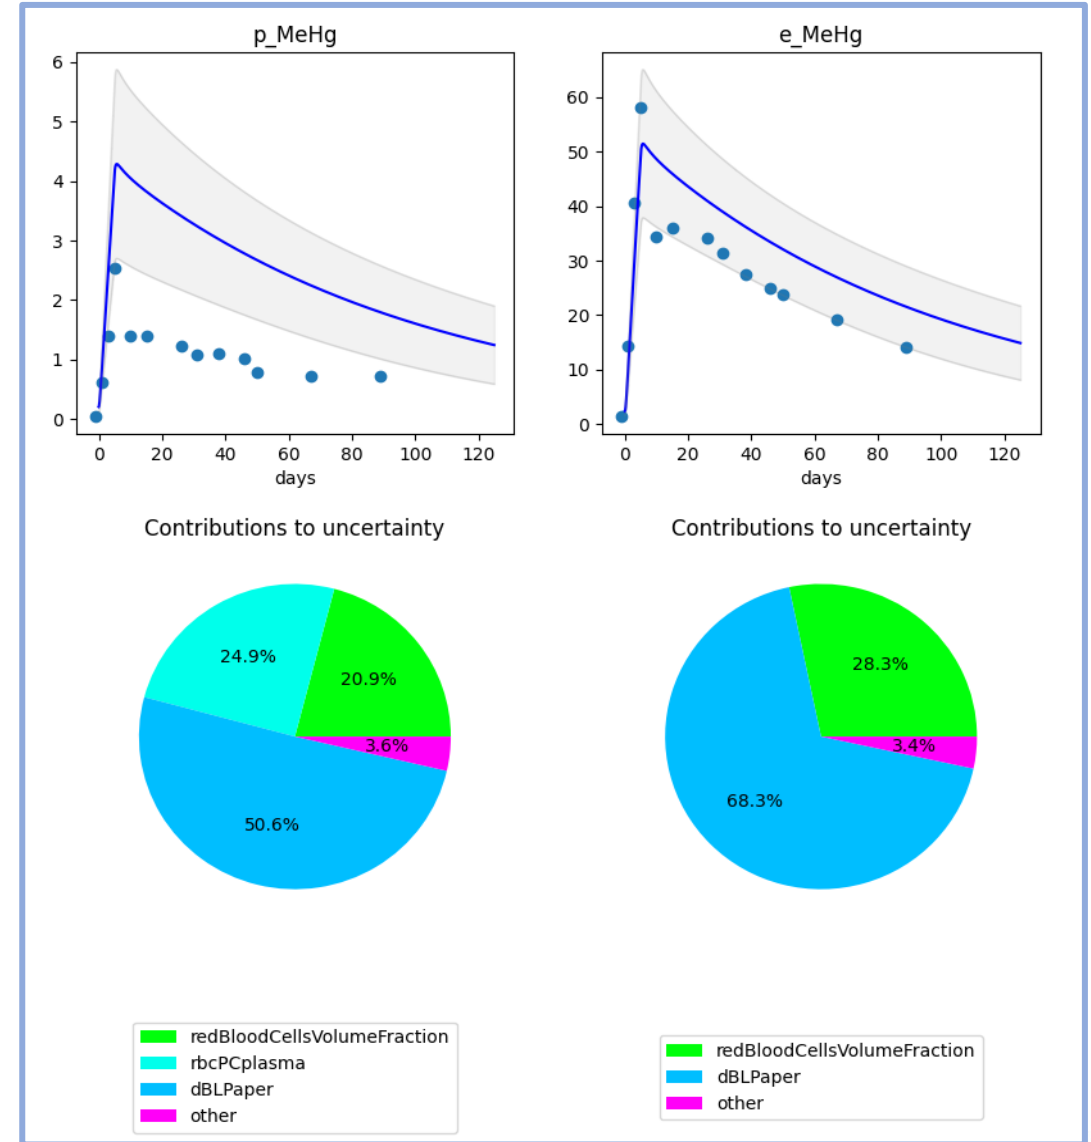 p_MeHg
6
5
4
3
2
1
0
0 20 40 60 80 100 120
days
e_MeHg
60
50
40
30
20
10
0
0 20 40 60 80 100 120
days
Contributions to uncertainty
24.9%
20.9%
3.6%
50.6%
redBloodCellsVolumeFraction
rbcPCplasma
dBLPaper
other
Contributions to uncertainty
28.3%
3.4%
68.3%
redBloodCellsVolumeFraction
dBLPaper
other